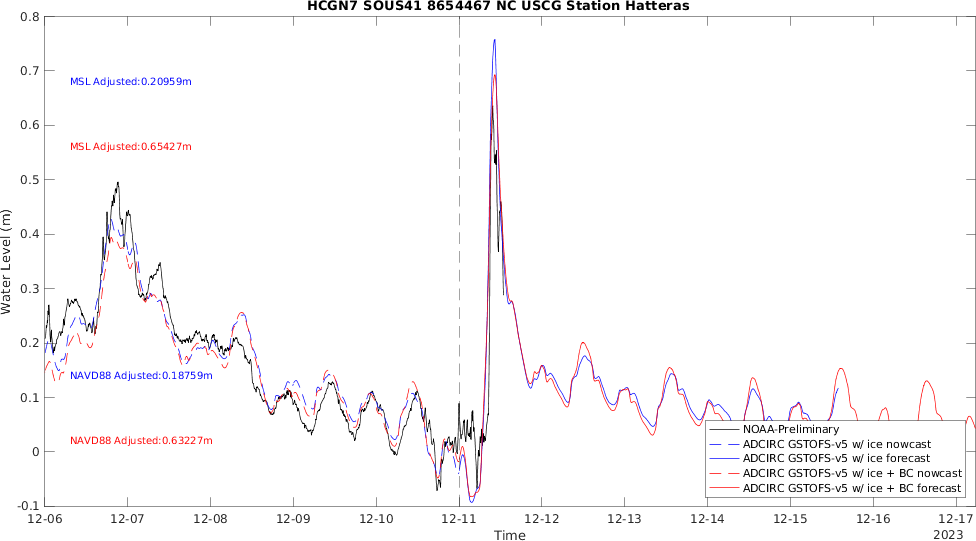 HCGN7 SOUS41 8654467 NC USCG Station Hatteras
0.8
0.7
0.6
0.5
0.4
0.3
0.2
0.1
0
-0.1
Water Level (m)
MSL Adjusted:0.20959m
MSL Adjusted:0.65427m
NAVD88 Adjusted:0.18759m
NAVD88 Adjusted:0.63227m
NOAA-Preliminary
ADCIRC GSTOFS-v5 w/ ice nowcast
ADCIRC GSTOFS-v5 w/ ice forecast
ADCIRC GSTOFS-v5 w/ ice + BC nowcast
ADCIRC GSTOFS-v5 w/ ice + BC forecast
12-06 12-07 12-08 12-09 12-10 12-11 12-12 12-13 12-14 12-15 12-16 12-17
Time
2023